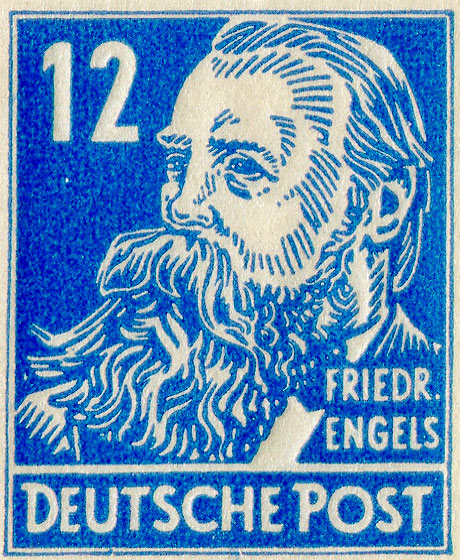 12
FRIEDR.
ENGELS
DEUTSCHE POST